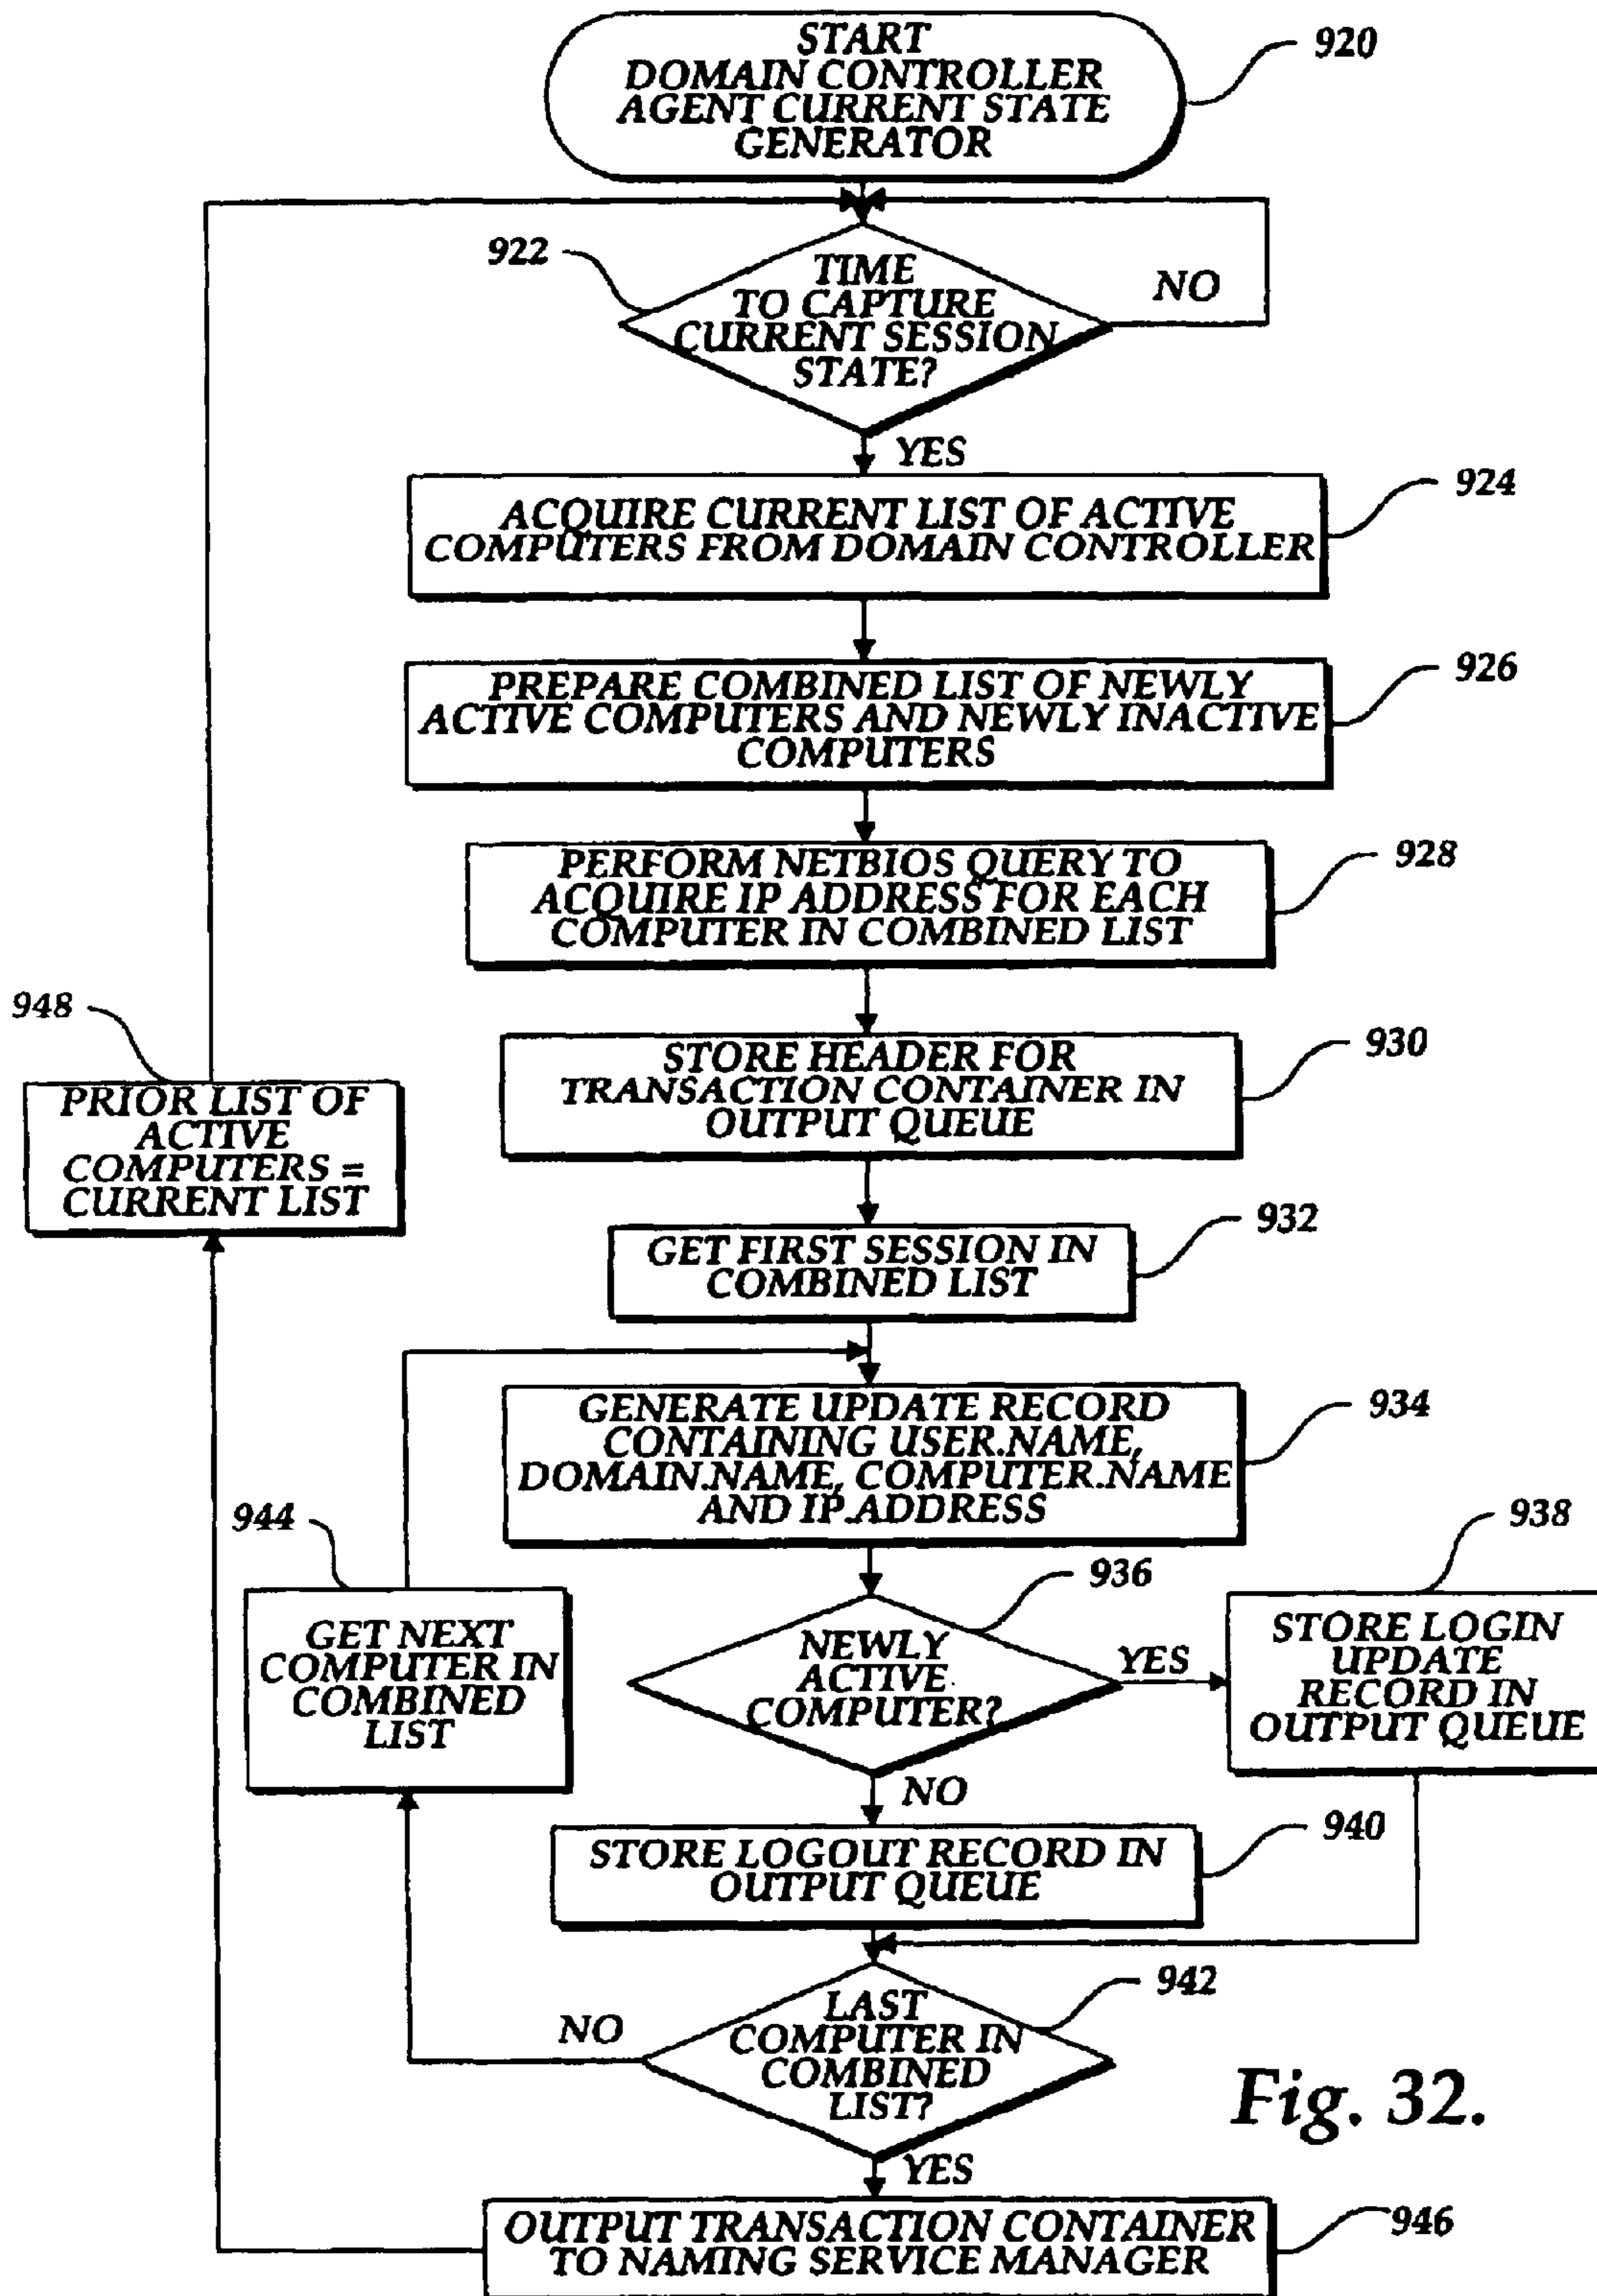 START
DOMAIN CONTROLLER
AGENT CURRENT STATE
GENERATOR
920
922
TIME
TO CAPTURE
CURRENT SESSION
STATE?
NO
YES
ACQUIRE CURRENT LIST OF ACTIVE
COMPUTERS FROM DOMAIN CONTROLLER
924
PREPARE COMBINED LIST OF NEWLY
ACTIVE COMPUTERS AND NEWLY INACTIVE
COMPUTERS
926
PERFORM NETBIOS QUERY TO
ACQUIRE IP ADDRESS FOR EACH
COMPUTER IN COMBINED LIST
928
948
PRIOR LIST OF
ACTIVE
COMPUTERS =
CURRENT LIST
STORE HEADER FOR
TRANSACTION CONTAINER IN
OUTPUT QUEUE
930
GET FIRST SESSION IN
COMBINED LIST
932
GENERATE UPDATE RECORD
CONTAINING USER.NAME,
DOMAIN.NAME, COMPUTER.NAME
AND IP.ADDRESS
934
944
GET NEXT
COMPUTER IN
COMBINED
LIST
936
NEWLY
ACTIVE
COMPUTER?
YES
938
STORE LOGIN
UPDATE
RECORD IN
OUTPUT QUEUE
NO
STORE LOGOUT RECORD IN
OUTPUT QUEUE
940
942
LAST
COMPUTER IN
COMBINED
LIST?
NO
YES
Fig. 32.
OUTPUT TRANSACTION CONTAINER
TO NAMING SERVICE MANAGER
946